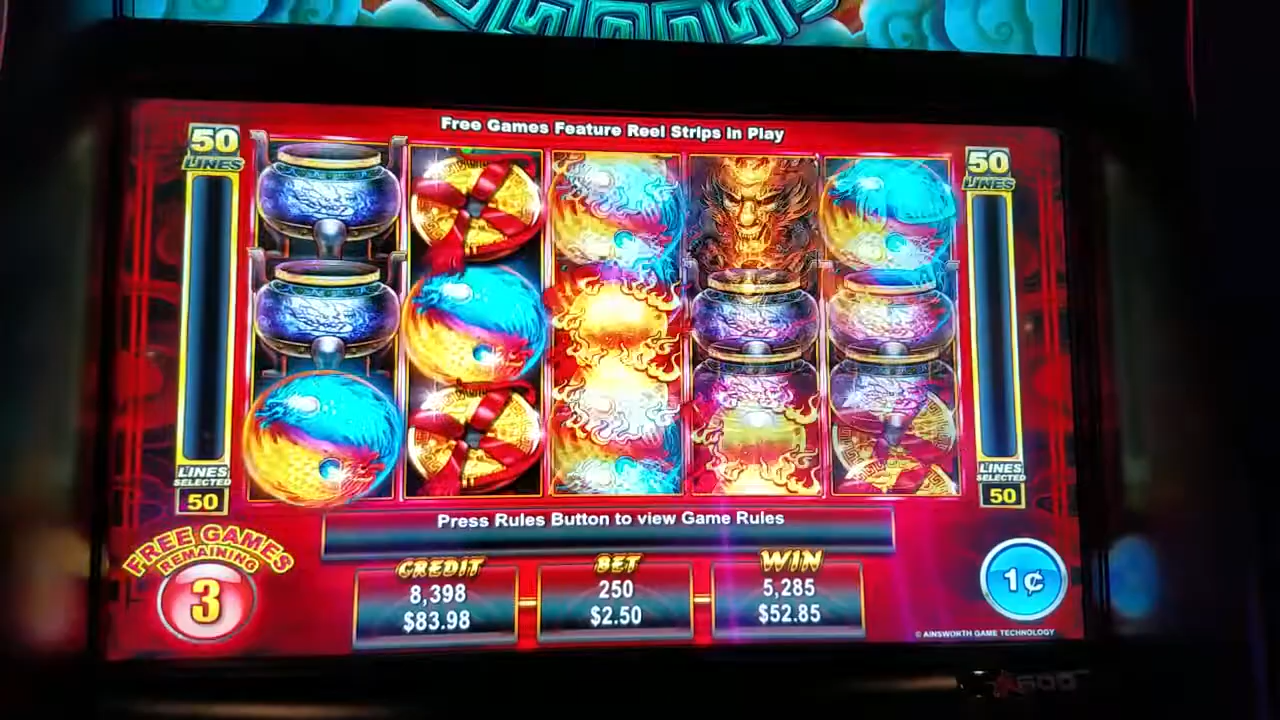 Free Games Feature Reel Strips in Play
50
LINES
50
LINES
LINES
SELECTED
50
LINES
SELECTED
50
Press Rules Button to view Game Rules
FREE GAMES
REMAINING
3
CREDIT
8,398
$83.98
BET
250
$2.50
WIN
5,285
$52.85
1¢
© AINSWORTH GAME TECHNOLOGY